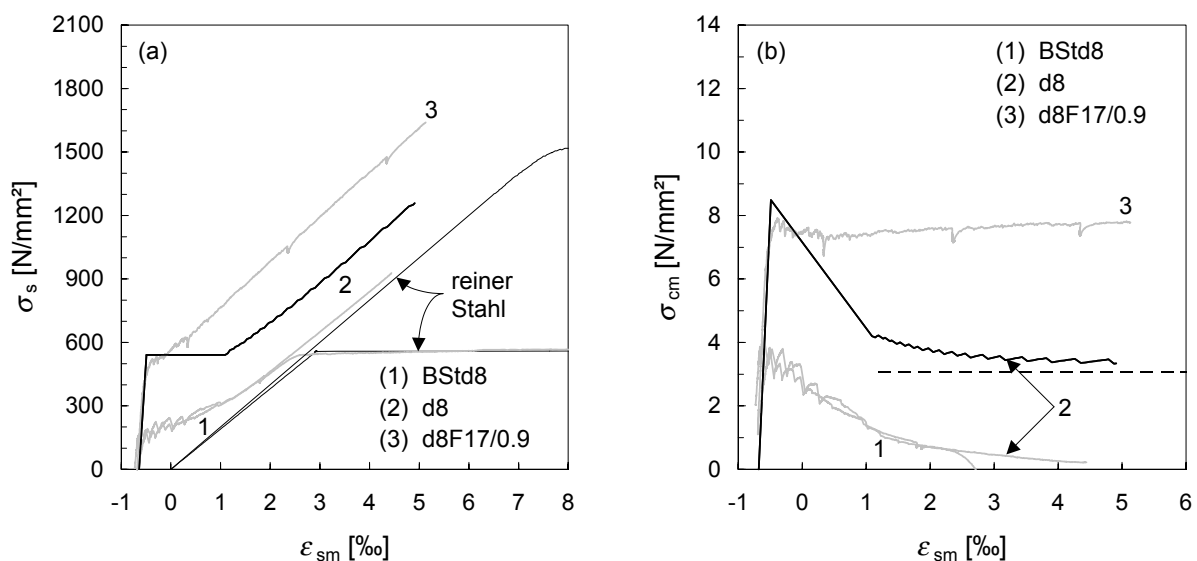 (a)
2100
1800
1500
1200
900
600
300
0
σs [N/mm²]
3
2
1
reiner
Stahl
(1) BStd8
(2) d8
(3) d8F17/0.9
-1 0 1 2 3 4 5 6 7 8
εsm [‰]
(b)
14
12
10
8
6
4
2
0
σcm [N/mm²]
(1) BStd8
(2) d8
(3) d8F17/0.9
3
2
1
-1 0 1 2 3 4 5 6
εsm [‰]